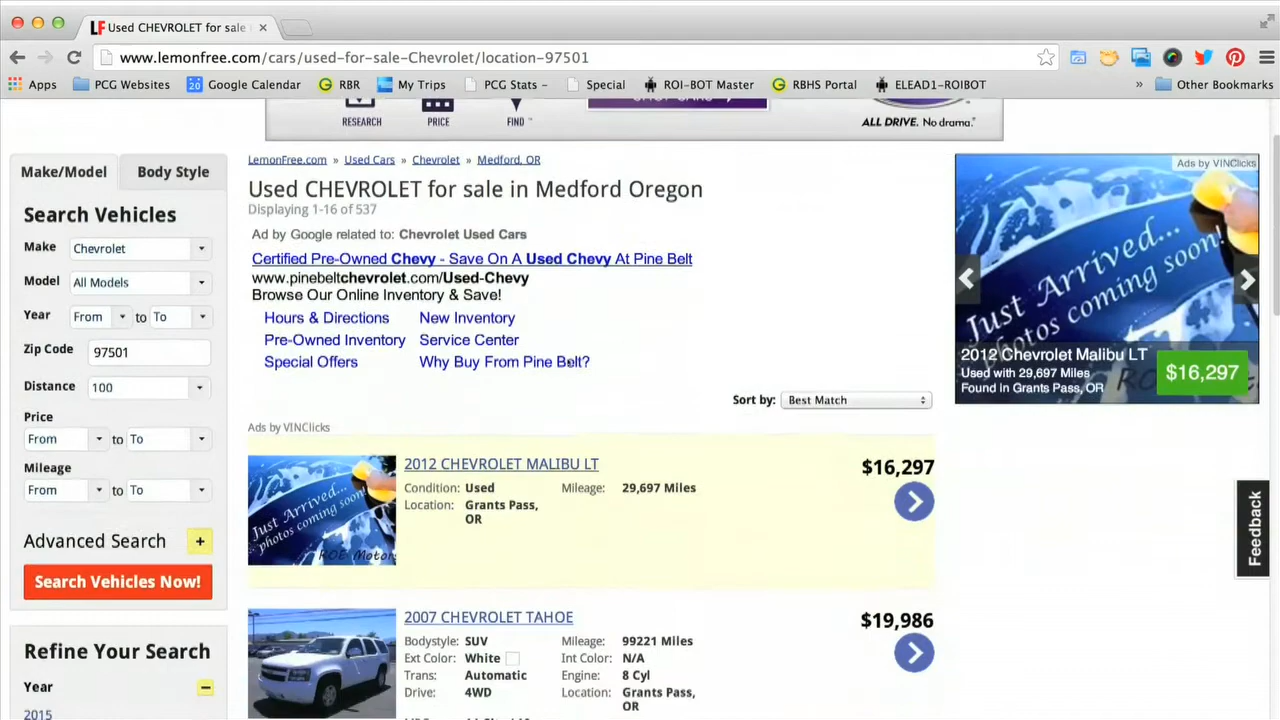 LF Used CHEVROLET for sale
www.lemonfree.com/cars/used-for-sale-Chevrolet/location-97501
Apps PCG Websites 20 Google Calendar RBR My Trips PCG Stats – Special ROI-BOT Master RBHS Portal ELEAD1-ROIBOT » Other Bookmarks
RESEARCH PRICE FIND™ ALL DRIVE. No drama.
Make/Model Body Style
Search Vehicles
Make Chevrolet
Model All Models
Year From to To
Zip Code 97501
Distance 100
Price
From to To
Mileage
From to To
Advanced Search +
Search Vehicles Now!
Refine Your Search
Year
2015
LemonFree.com » Used Cars » Chevrolet » Medford, OR
Used CHEVROLET for sale in Medford Oregon
Displaying 1-16 of 537
Ad by Google related to: Chevrolet Used Cars
Certified Pre-Owned Chevy - Save On A Used Chevy At Pine Belt
www.pinebeltchevrolet.com/Used-Chevy
Browse Our Online Inventory & Save!
Hours & Directions New Inventory
Pre-Owned Inventory Service Center
Special Offers Why Buy From Pine Belt?
Sort by: Best Match
Ads by VINClicks
Just Arrived...
photos coming soon!
ROE Motors
2012 CHEVROLET MALIBU LT $16,297
Condition: Used Mileage: 29,697 Miles
Location: Grants Pass,
OR
2007 CHEVROLET TAHOE $19,986
Bodystyle: SUV Mileage: 99221 Miles
Ext Color: White Int Color: N/A
Trans: Automatic Engine: 8 Cyl
Drive: 4WD Location: Grants Pass,
OR
Ads by VINClicks
Just Arrived...
photos coming soon!
2012 Chevrolet Malibu LT
Used with 29,697 Miles
Found in Grants Pass, OR
$16,297
Feedback